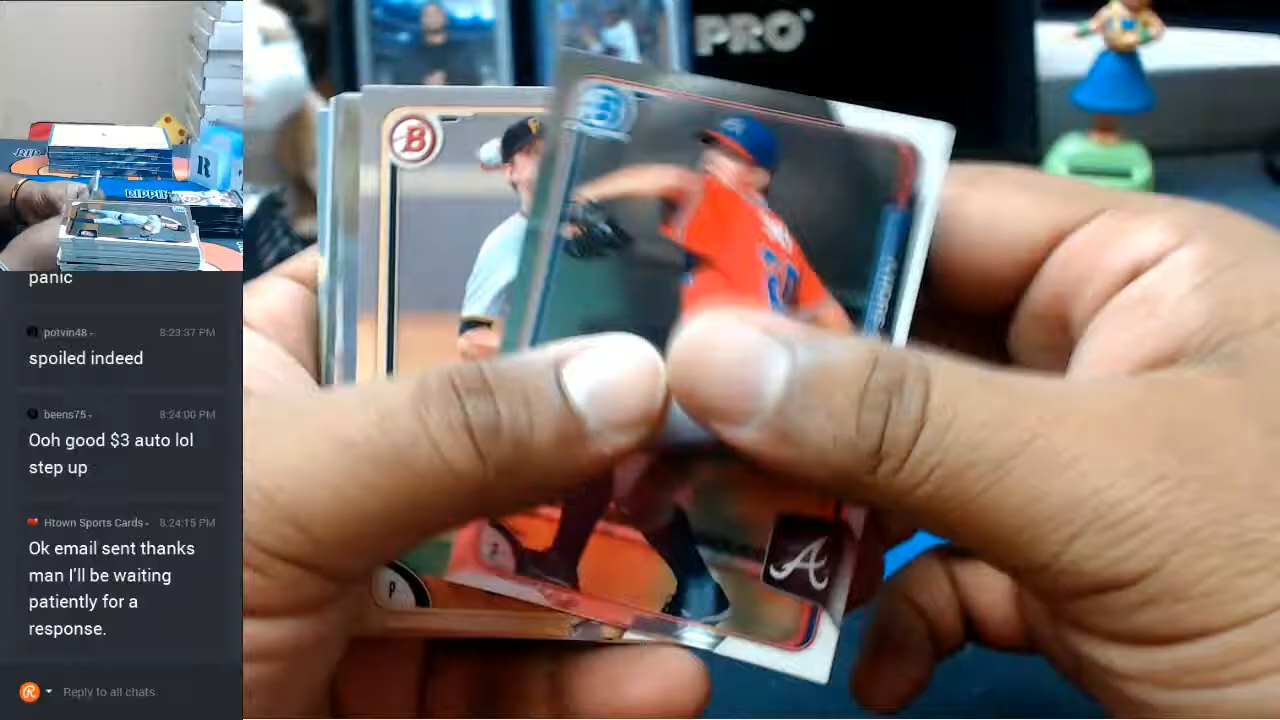 PRO
B
B
A
P
RIPPI
R
panic
potvin48 - 8:23:37 PM
spoiled indeed
beens75 - 8:24:00 PM
Ooh good $3 auto lol
step up
Htown Sports Cards - 8:24:15 PM
Ok email sent thanks
man I'll be waiting
patiently for a
response.
Reply to all chats